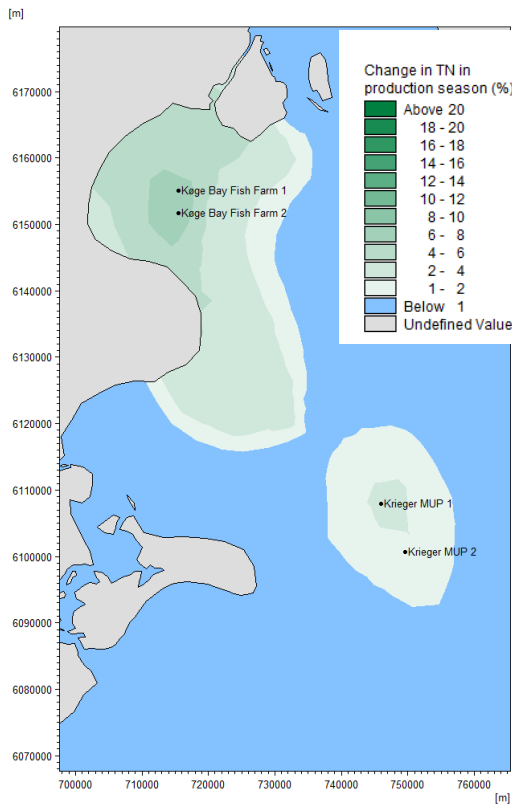 [m]
6170000
6160000
6150000
6140000
6130000
6120000
6110000
6100000
6090000
6080000
6070000
700000 710000 720000 730000 740000 750000 760000
[m]
Change in TN in
production season (%)
Above 20
18 - 20
16 - 18
14 - 16
12 - 14
10 - 12
8 - 10
6 - 8
4 - 6
2 - 4
1 - 2
Below 1
Undefined Value
Køge Bay Fish Farm 1
Køge Bay Fish Farm 2
Krieger MUP 1
Krieger MUP 2